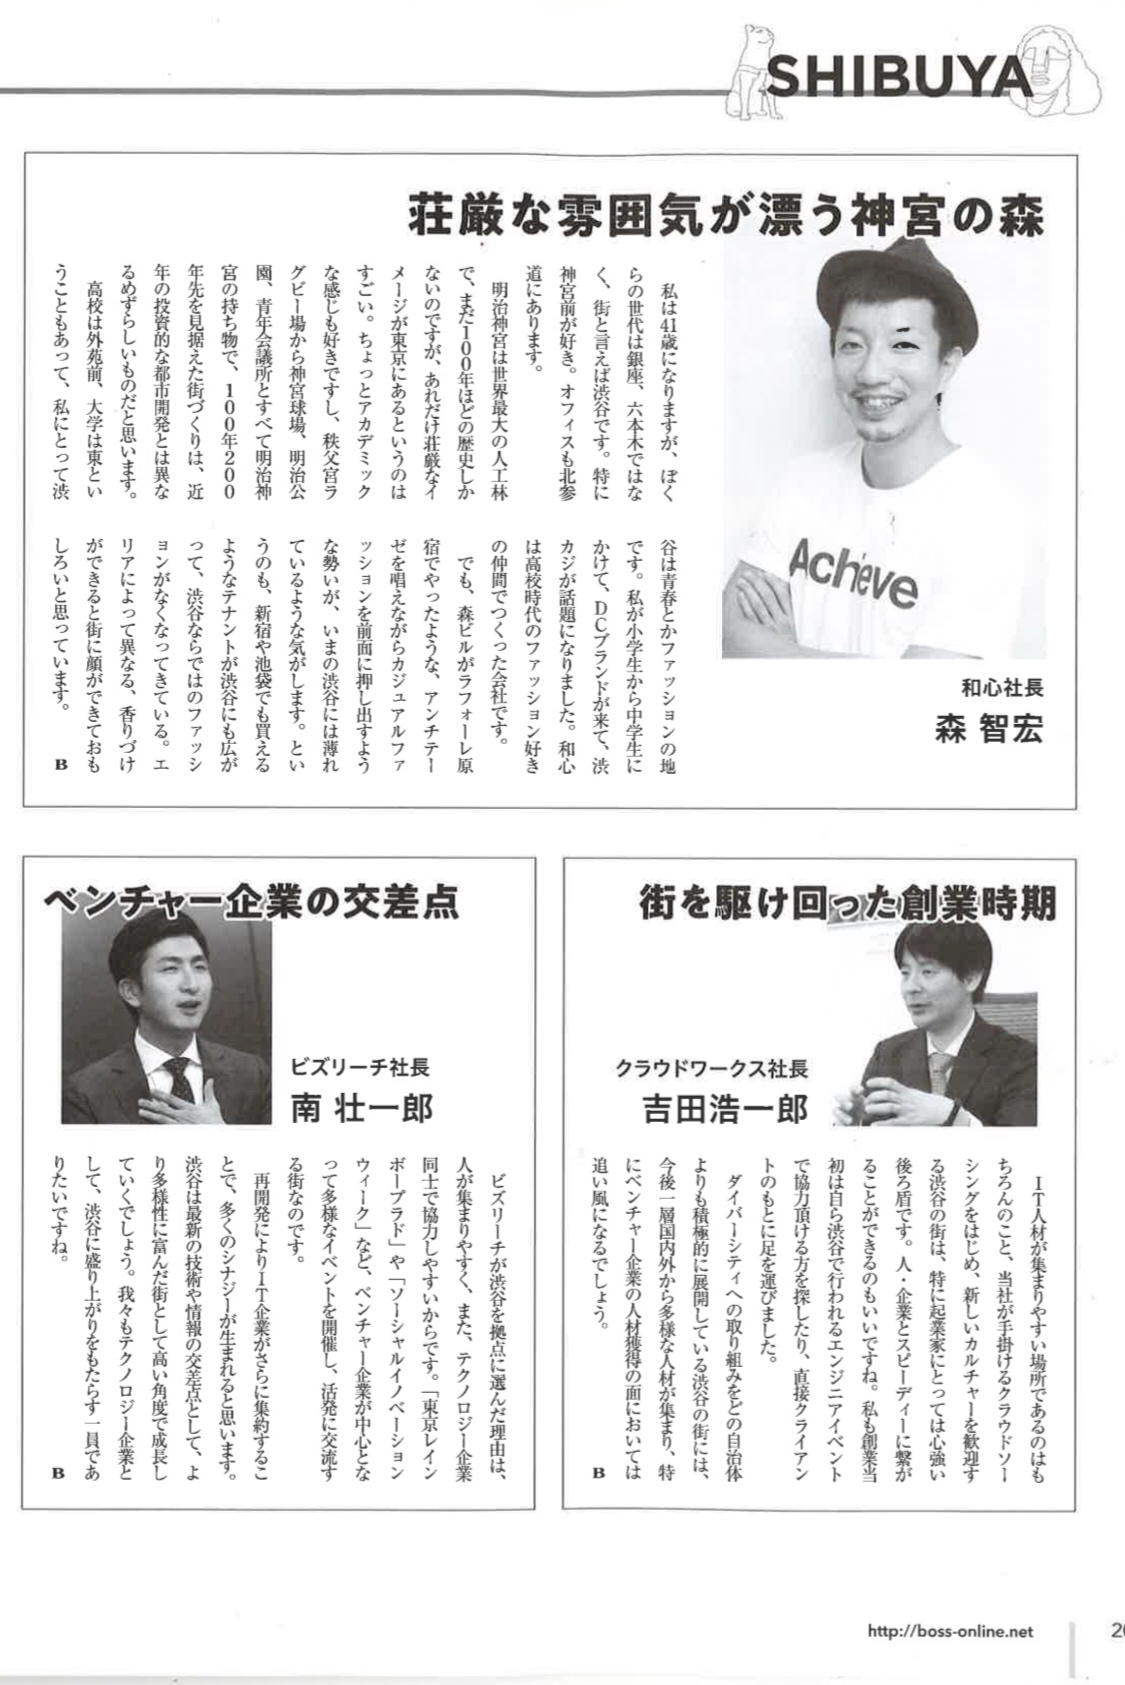 SHIBUYA
荘厳な雰囲気が漂う神宮の森
Achieve
和心社長
森 智宏
私は41歳になりますが、ぼく
らの世代は銀座、六本木ではな
く、街と言えば渋谷です。特に
神宮前が好き。オフィスも北参
道にあります。
明治神宮は世界最大の人工林
で、まだ100年ほどの歴史しか
ないのですが、あれだけ荘厳なイ
メージが東京にあるというのは
すごい。ちょっとアカデミック
な感じも好きですし、秩父宮ラ
グビー場から神宮球場、明治公
園、青年会議所とすべて明治神
宮の持ち物で、100年200
年先を見据えた街づくりは、近
年の投資的な都市開発とは異な
るめずらしいものだと思います。
高校は外苑前、大学は東とい
うこともあって、私にとって渋
谷は青春とかファッションの地
です。私が小学生から中学生に
かけて、DCブランドが来て、渋
カジが話題になりました。和心
は高校時代のファッション好き
の仲間でつくった会社です。
でも、森ビルがラフォーレ原
宿でやったような、アンチテー
ゼを唱えながらカジュアルファ
ッションを前面に押し出すよう
な勢いが、いまの渋谷には薄れ
ているような気がします。とい
うのも、新宿や池袋でも買える
ようなテナントが渋谷にも広が
って、渋谷ならではのファッシ
ョンがなくなってきている。エ
リアによって異なる、香りづけ
ができると街に顔ができておも
しろいと思っています。 B
街を駆け回った創業時期
クラウドワークス社長
吉田浩一郎
IT人材が集まりやすい場所であるのはも
ちろんのこと、当社が手掛けるクラウドソー
シングをはじめ、新しいカルチャーを歓迎す
る渋谷の街は、特に起業家にとっては心強い
後ろ盾です。人・企業とスピーディーに繋が
ることができるのもいいですね。私も創業当
初は自ら渋谷で行われるエンジニアイベント
で協力頂ける方を探したり、直接クライアン
トのもとに足を運びました。
ダイバーシティへの取り組みをどの自治体
よりも積極的に展開している渋谷の街には、
今後一層国内外から多様な人材が集まり、特
にベンチャー企業の人材獲得の面においては
追い風になるでしょう。 B
ベンチャー企業の交差点
ビズリーチ社長
南 壮一郎
ビズリーチが渋谷を拠点に選んだ理由は、
人が集まりやすく、また、テクノロジー企業
同士で協力しやすいからです。「東京レイン
ボープラド」や「ソーシャルイノベーション
ウィーク」など、ベンチャー企業が中心とな
って多様なイベントを開催し、活発に交流す
る街なのです。
再開発によりIT企業がさらに集約するこ
とで、多くのシナジーが生まれると思います。
渋谷は最新の技術や情報の交差点として、よ
り多様性に富んだ街として高い角度で成長し
ていくでしょう。我々もテクノロジー企業と
して、渋谷に盛り上がりをもたらす一員であ
りたいですね。 B
http://boss-online.net